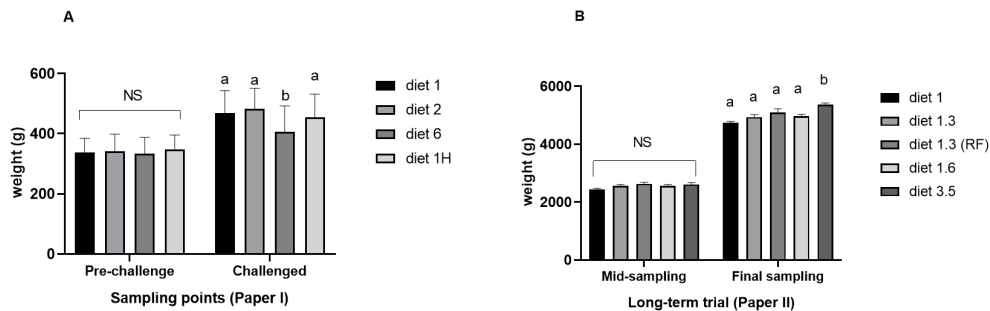 A
600
400
200
0
weight (g)
NS
a a b a
Pre-challenge Challenged
Sampling points (Paper I)
diet 1
diet 2
diet 6
diet 1H
B
6000
4000
2000
0
weight (g)
NS
a a a a b
Mid-sampling Final sampling
Long-term trial (Paper II)
diet 1
diet 1.3
diet 1.3 (RF)
diet 1.6
diet 3.5